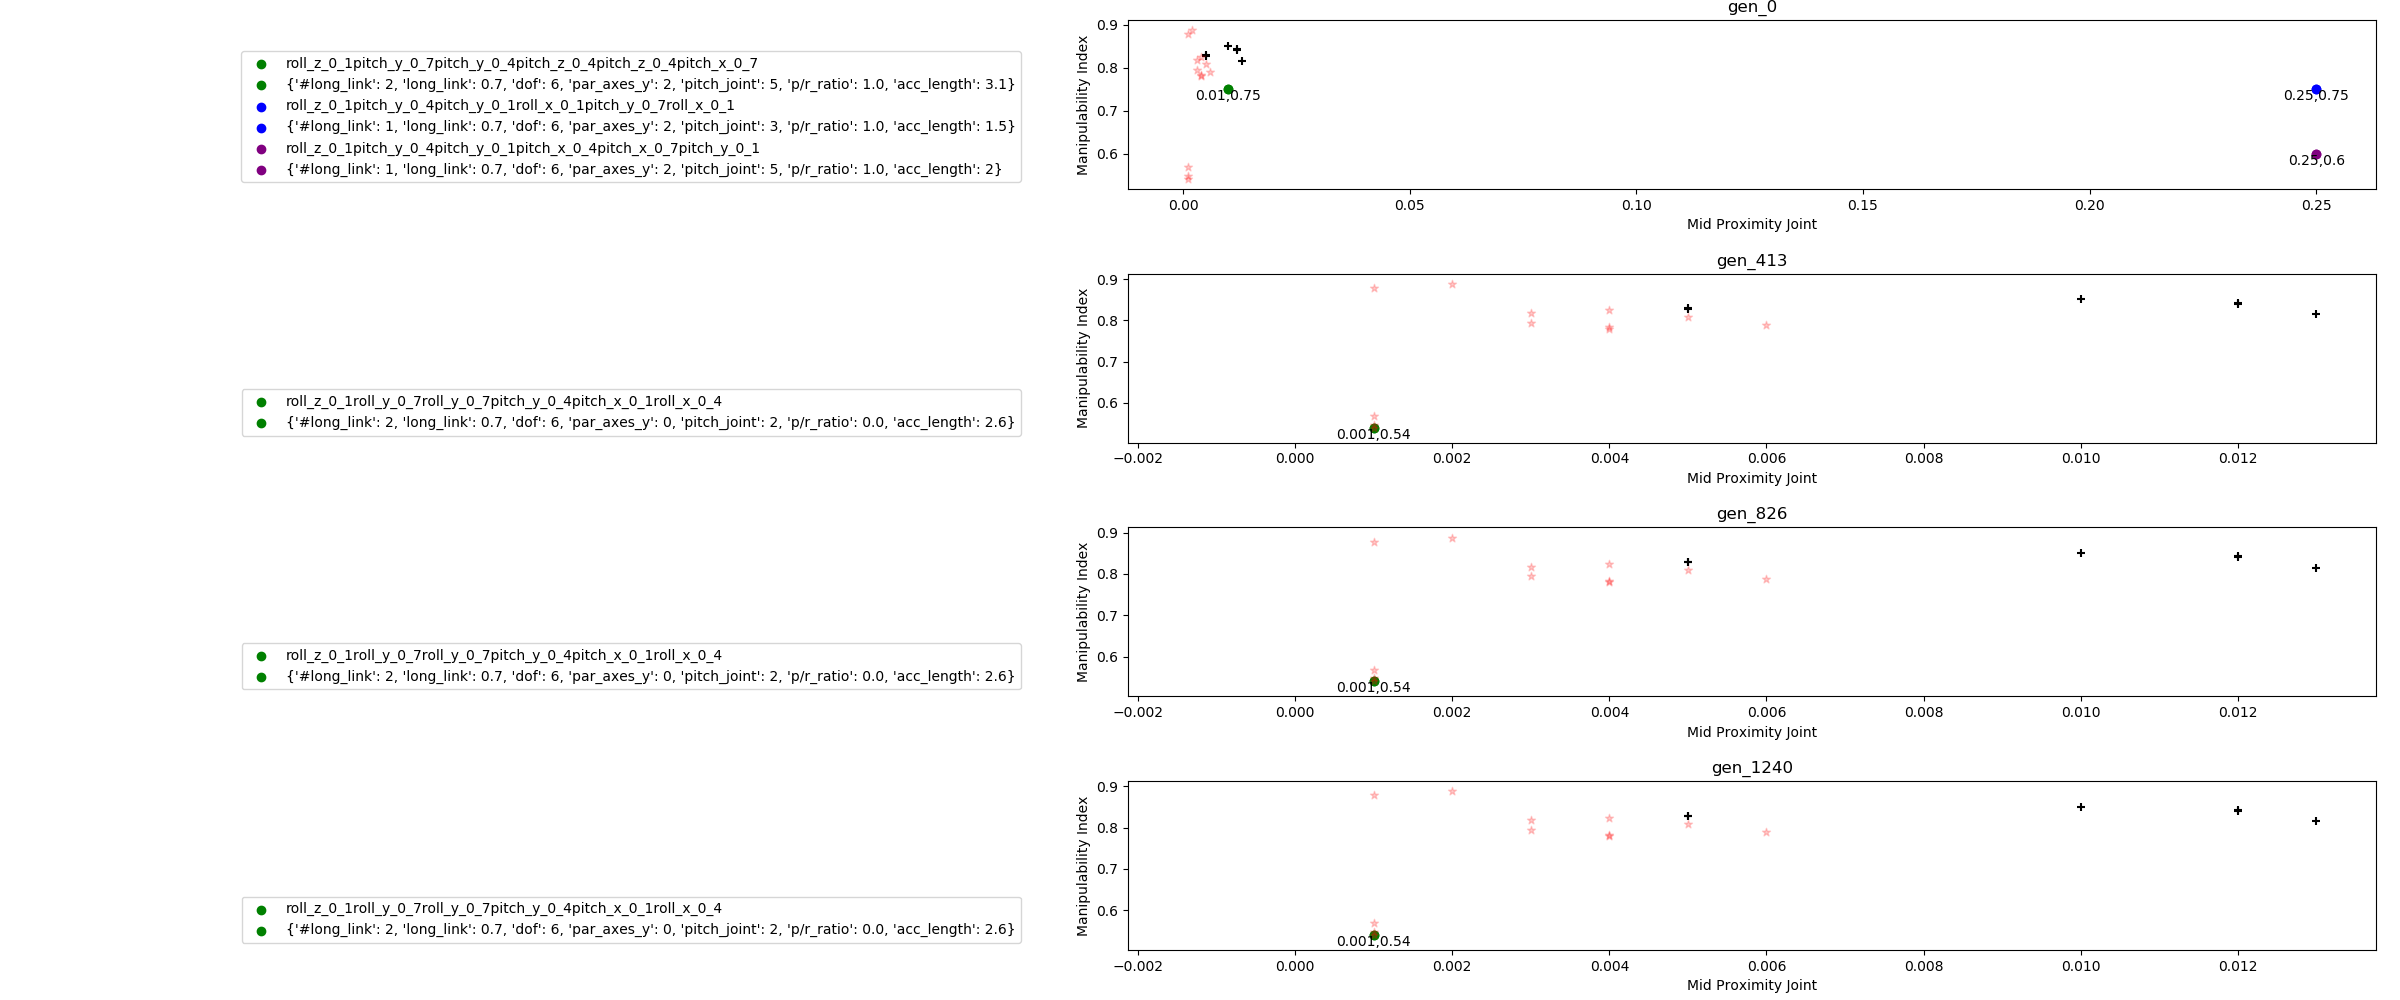 roll_z_0_1pitch_y_0_7pitch_y_0_4pitch_z_0_4pitch_z_0_4pitch_x_0_7
{'#long_link': 2, 'long_link': 0.7, 'dof': 6, 'par_axes_y': 2, 'pitch_joint': 5, 'p/r_ratio': 1.0, 'acc_length': 3.1}
roll_z_0_1pitch_y_0_4pitch_y_0_1roll_x_0_1pitch_y_0_7roll_x_0_1
{'#long_link': 1, 'long_link': 0.7, 'dof': 6, 'par_axes_y': 2, 'pitch_joint': 3, 'p/r_ratio': 1.0, 'acc_length': 1.5}
roll_z_0_1pitch_y_0_4pitch_y_0_1pitch_x_0_4pitch_x_0_7pitch_y_0_1
{'#long_link': 1, 'long_link': 0.7, 'dof': 6, 'par_axes_y': 2, 'pitch_joint': 5, 'p/r_ratio': 1.0, 'acc_length': 2}
gen_0
Manipulability Index
0.9
0.8
0.7
0.6
0.01,0.75
0.25,0.75
0.25,0.6
0.00 0.05 0.10 0.15 0.20 0.25
Mid Proximity Joint
roll_z_0_1roll_y_0_7roll_y_0_7pitch_y_0_4pitch_x_0_1roll_x_0_4
{'#long_link': 2, 'long_link': 0.7, 'dof': 6, 'par_axes_y': 0, 'pitch_joint': 2, 'p/r_ratio': 0.0, 'acc_length': 2.6}
gen_413
Manipulability Index
0.9
0.8
0.7
0.6
0.001,0.54
−0.002 0.000 0.002 0.004 0.006 0.008 0.010 0.012
Mid Proximity Joint
roll_z_0_1roll_y_0_7roll_y_0_7pitch_y_0_4pitch_x_0_1roll_x_0_4
{'#long_link': 2, 'long_link': 0.7, 'dof': 6, 'par_axes_y': 0, 'pitch_joint': 2, 'p/r_ratio': 0.0, 'acc_length': 2.6}
gen_826
Manipulability Index
0.9
0.8
0.7
0.6
0.001,0.54
−0.002 0.000 0.002 0.004 0.006 0.008 0.010 0.012
Mid Proximity Joint
roll_z_0_1roll_y_0_7roll_y_0_7pitch_y_0_4pitch_x_0_1roll_x_0_4
{'#long_link': 2, 'long_link': 0.7, 'dof': 6, 'par_axes_y': 0, 'pitch_joint': 2, 'p/r_ratio': 0.0, 'acc_length': 2.6}
gen_1240
Manipulability Index
0.9
0.8
0.7
0.6
0.001,0.54
−0.002 0.000 0.002 0.004 0.006 0.008 0.010 0.012
Mid Proximity Joint